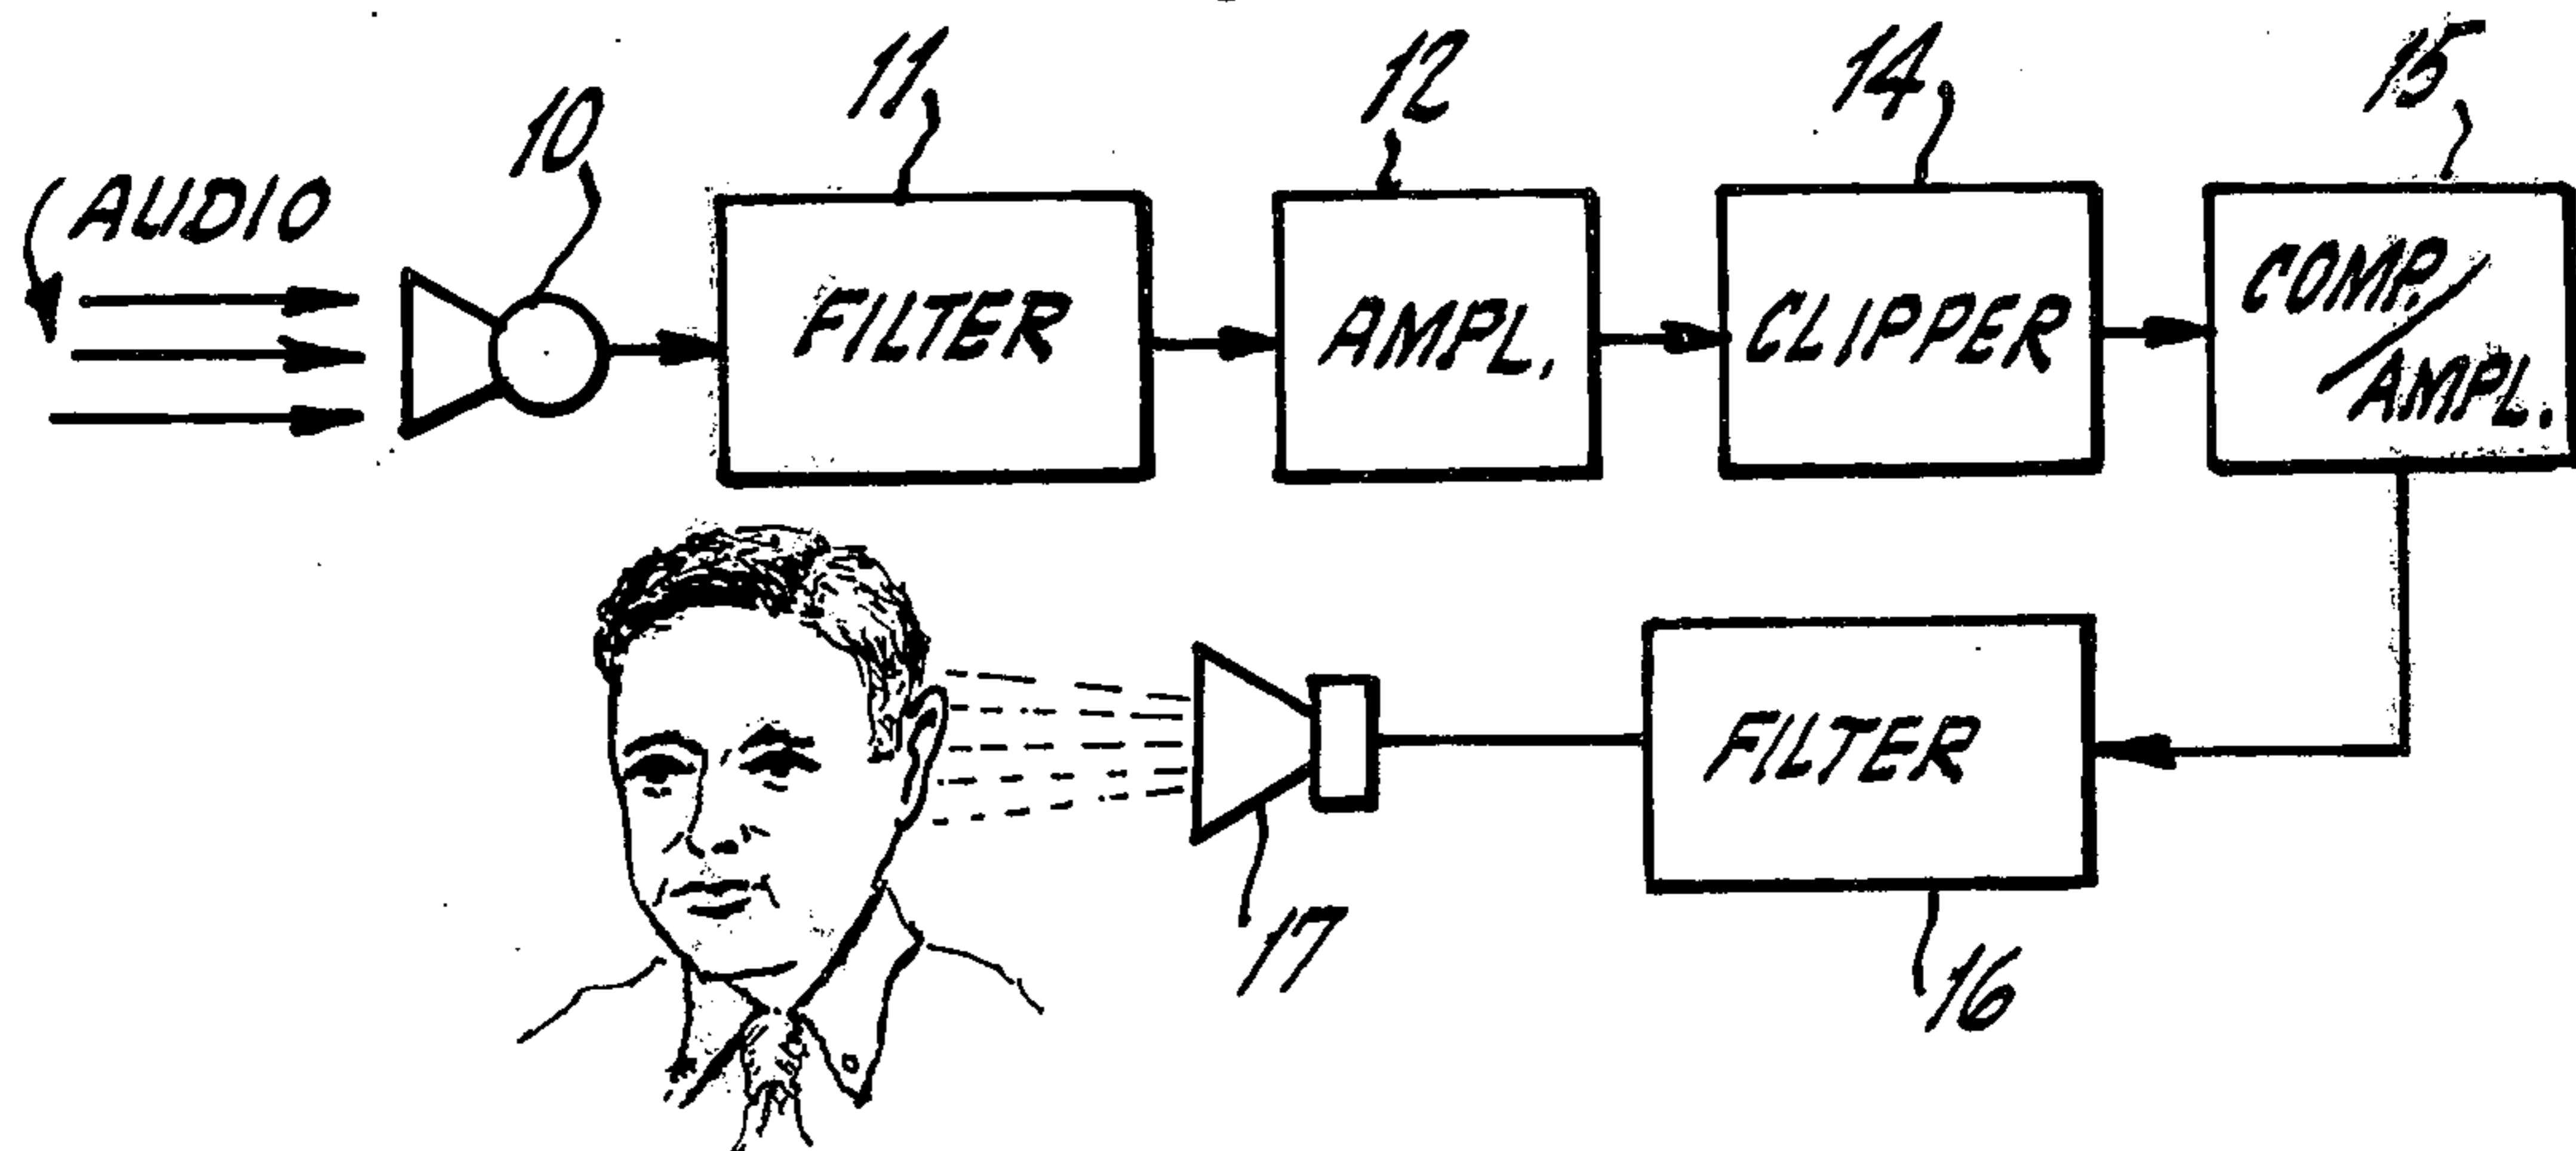 10
11
12
14
15
AUDIO
FILTER
AMPL.
CLIPPER
COMP./
AMPL.
FILTER
17
16